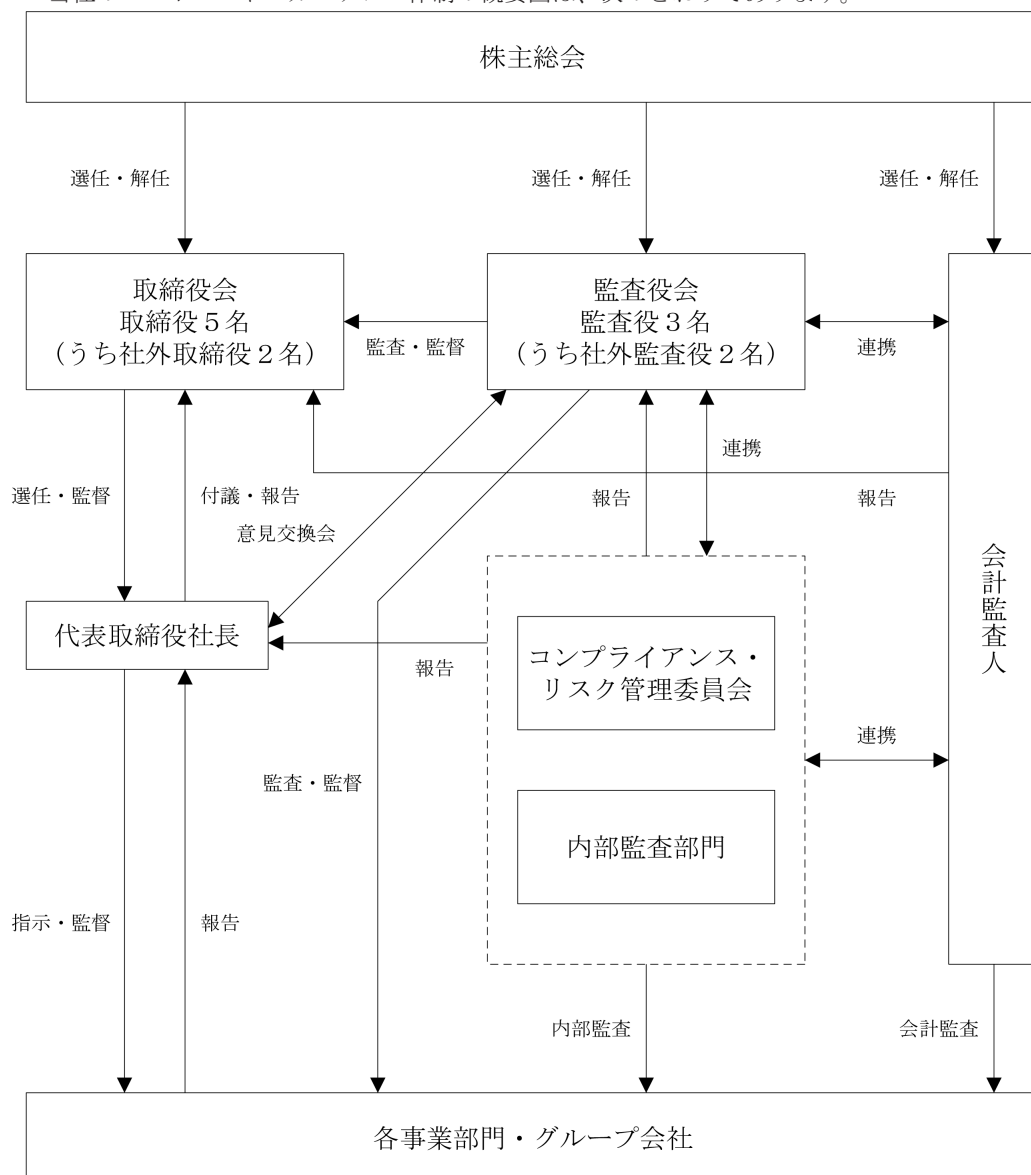 株主総会
選任・解任
選任・解任
選任・解任
取締役会
取締役５名
（うち社外取締役２名）
監査・監督
監査役会
監査役３名
（うち社外監査役２名）
連携
選任・監督
付議・報告
意見交換会
報告
連携
報告
会計監査人
代表取締役社長
報告
コンプライアンス・
リスク管理委員会
連携
監査・監督
内部監査部門
指示・監督
報告
内部監査
会計監査
各事業部門・グループ会社